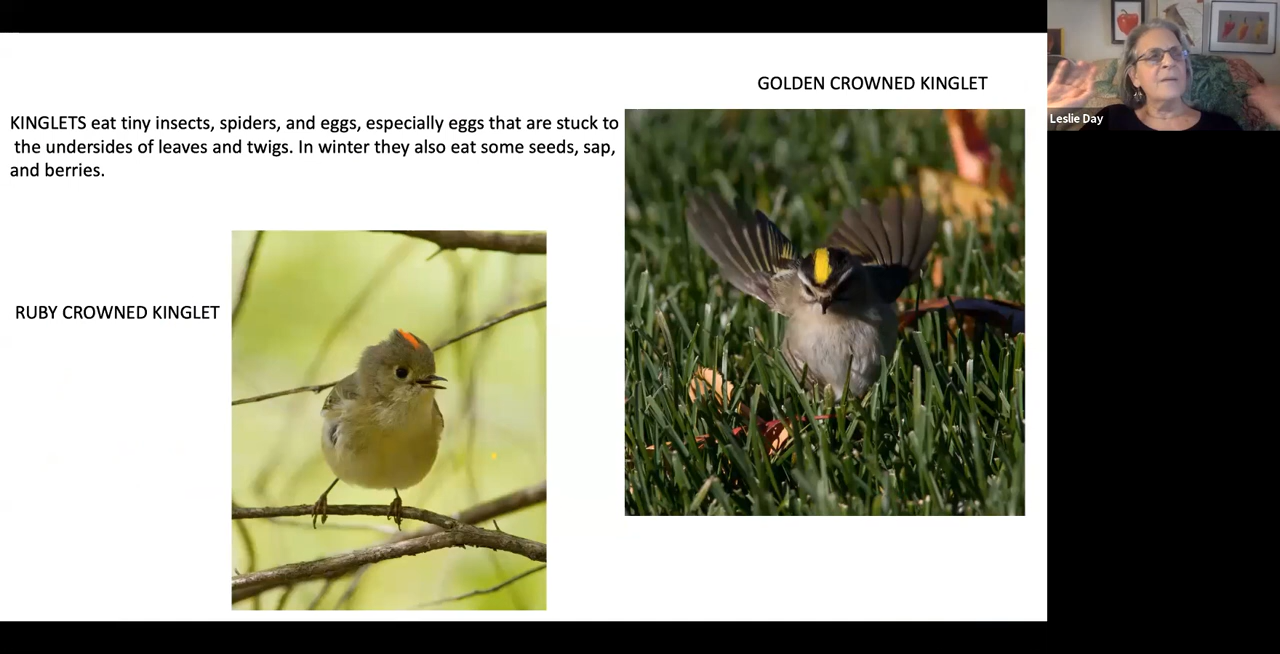 GOLDEN CROWNED KINGLET
KINGLETS eat tiny insects, spiders, and eggs, especially eggs that are stuck to
the undersides of leaves and twigs. In winter they also eat some seeds, sap,
and berries.
RUBY CROWNED KINGLET
Leslie Day